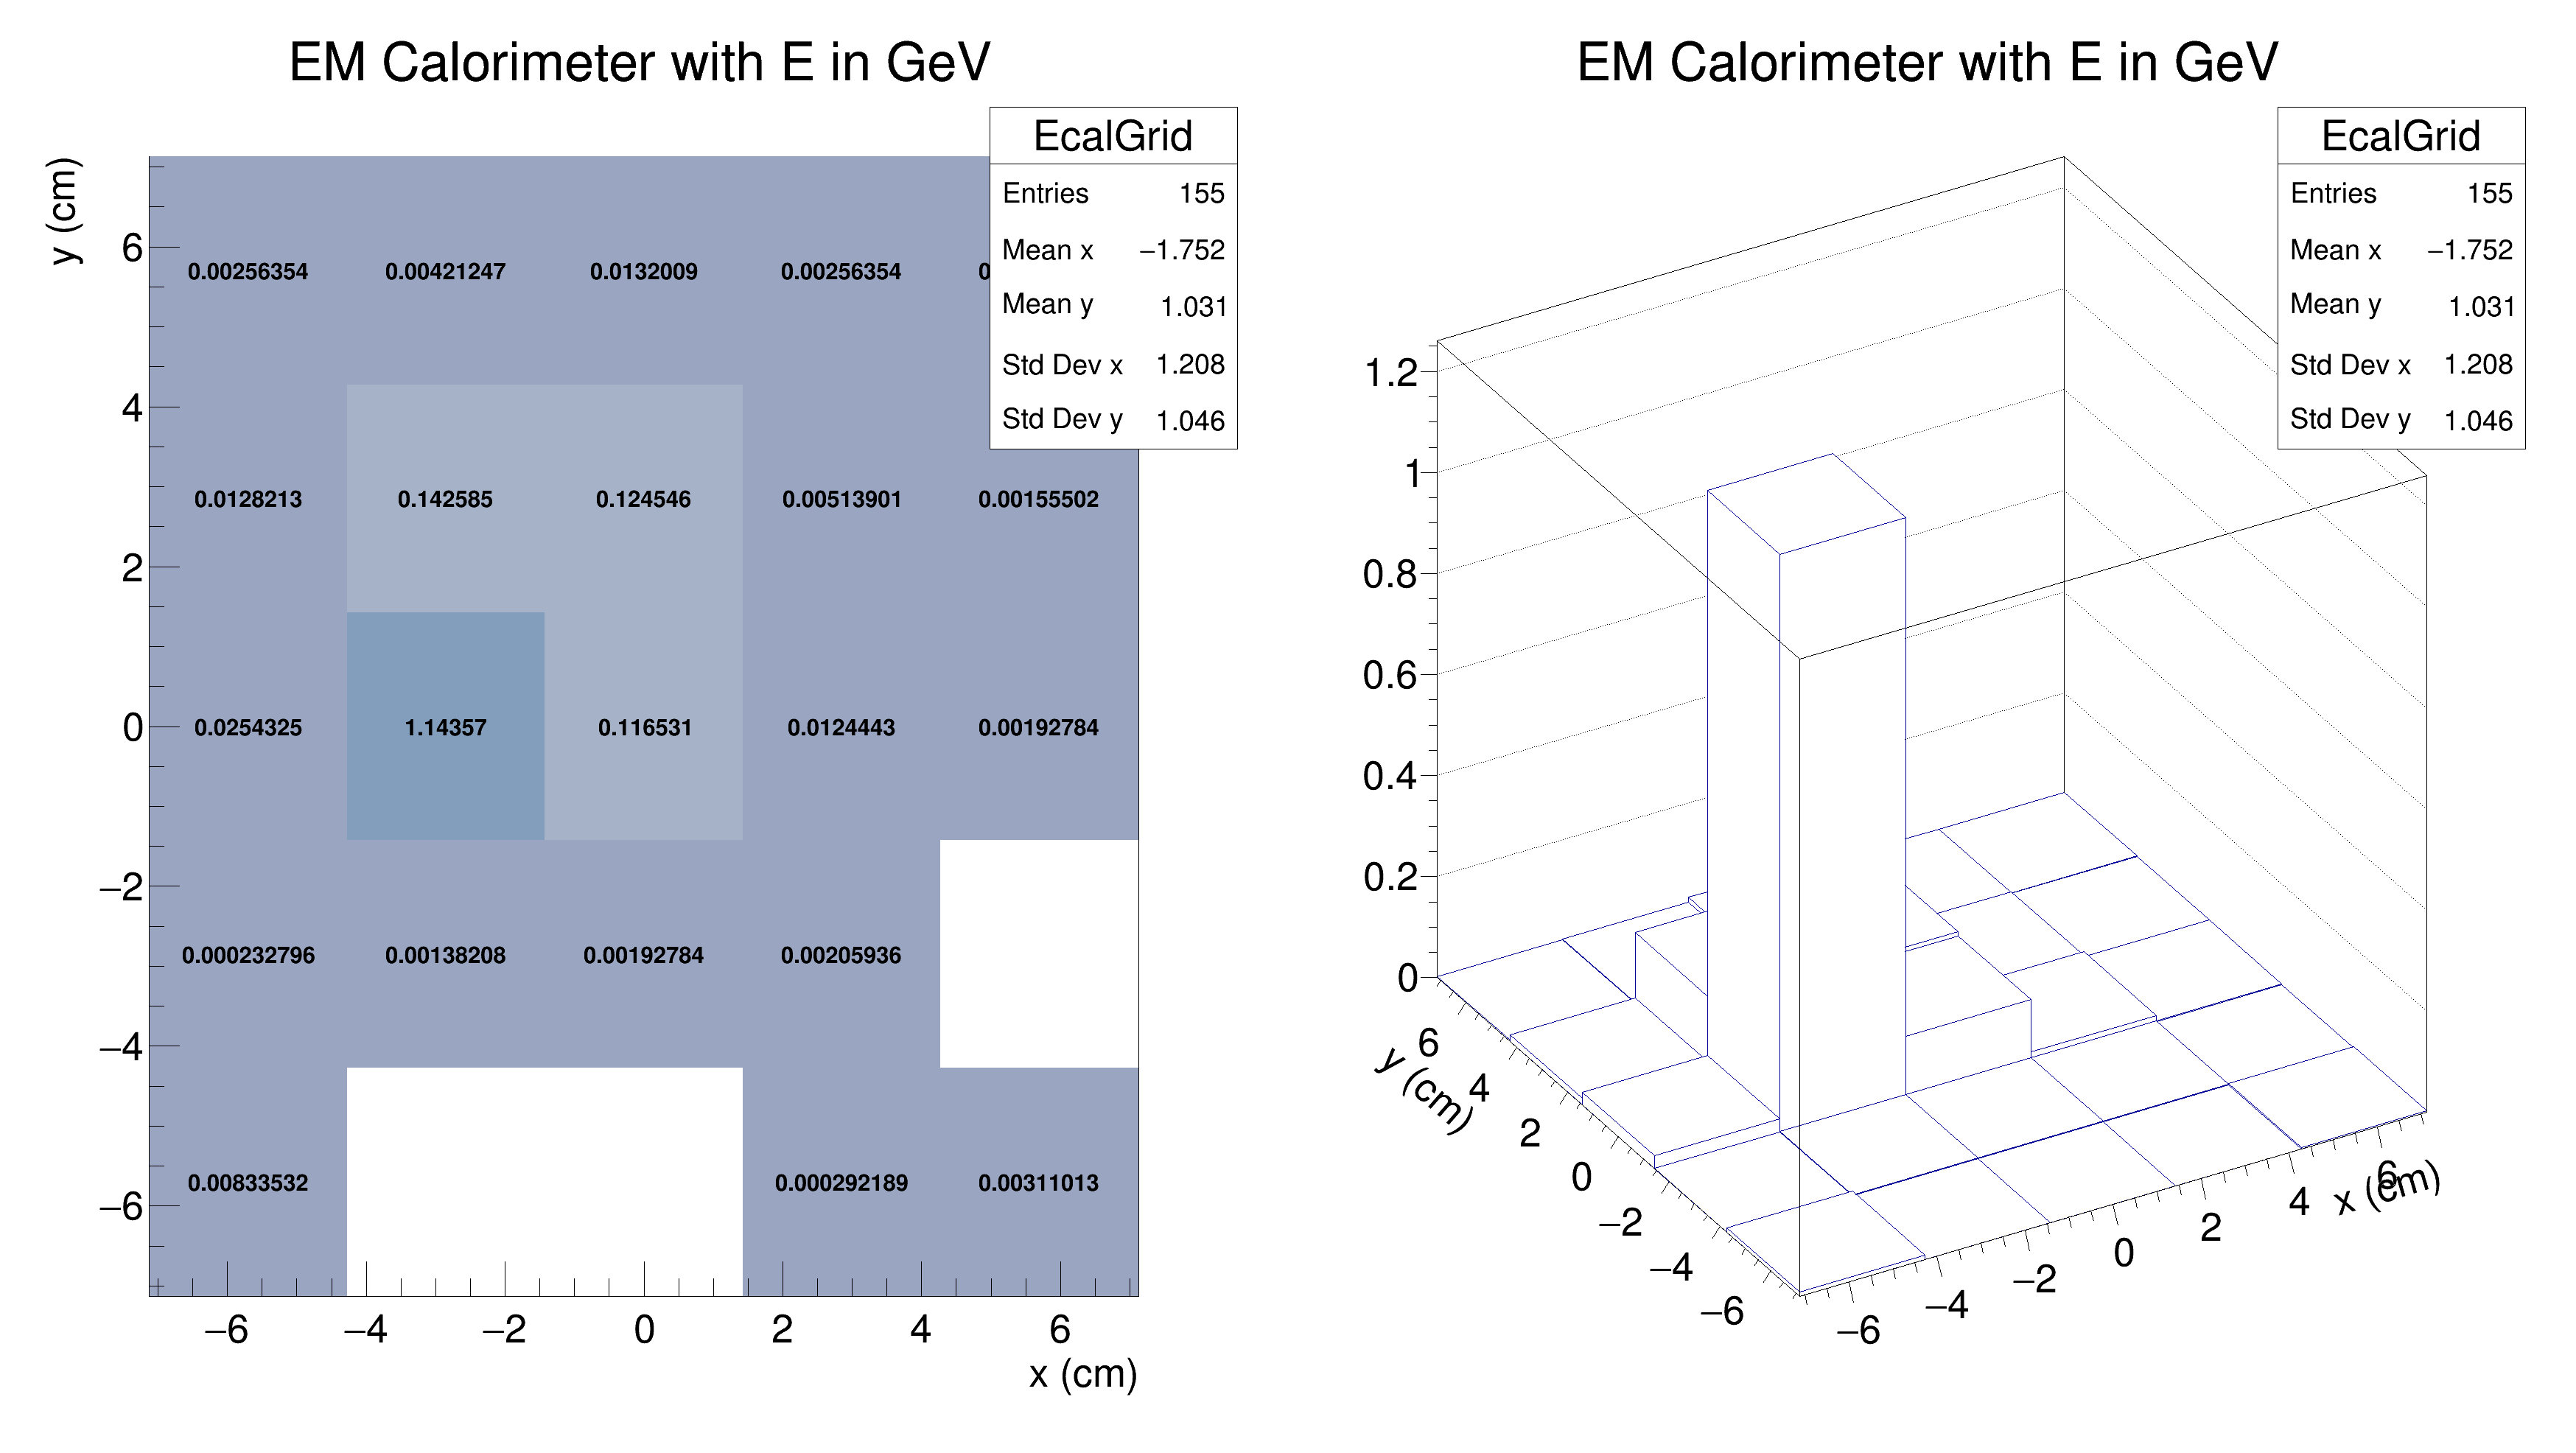 EM Calorimeter with E in GeV
EcalGrid
Entries 155
Mean x −1.752
Mean y 1.031
Std Dev x 1.208
Std Dev y 1.046
y (cm)
6
4
2
0
−2
−4
−6
0.00256354 0.00421247 0.0132009 0.00256354
0.0128213 0.142585 0.124546 0.00513901 0.00155502
0.0254325 1.14357 0.116531 0.0124443 0.00192784
0.000232796 0.00138208 0.00192784 0.00205936
0.00833532 0.000292189 0.00311013
−6 −4 −2 0 2 4 6
x (cm)
EM Calorimeter with E in GeV
EcalGrid
Entries 155
Mean x −1.752
Mean y 1.031
Std Dev x 1.208
Std Dev y 1.046
1.2
1
0.8
0.6
0.4
0.2
0
6
4
2
0
−2
−4
−6
y (cm)
−6
−4
−2
0
2
4
6
x (cm)